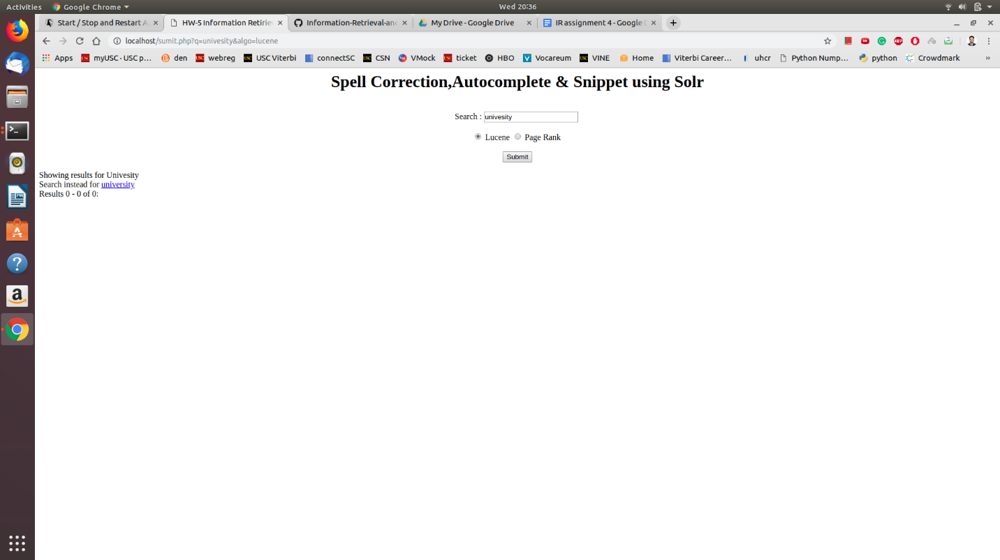 Activities Google Chrome Wed 20:36
Start / Stop and Restart A HW-5 Information Retirie Information-Retrieval-and My Drive - Google Drive IR assignment 4 - Google D
localhost/sumit.php?q=univesity&algo=lucene
Apps myUSC · USC p… den webreg USC Viterbi connectSC CSN VMock ticket HBO Vocareum VINE Home Viterbi Career… uhcr Python Nump… python Crowdmark »
Spell Correction,Autocomplete & Snippet using Solr
Search : univesity
Lucene Page Rank
Submit
Showing results for Univesity
Search instead for university
Results 0 - 0 of 0: